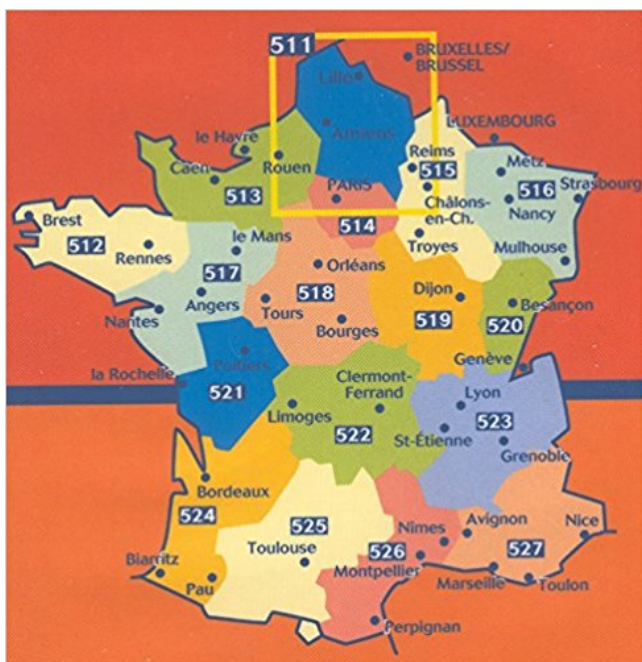 511
BRUXELLES/
BRUSSEL
Lille
LUXEMBOURG
Amiens
le Havre
Rouen
Reims
515
Metz
Caen
513
516
Strasbourg
PARIS
Châlons-
en-Ch.
Nancy
514
Brest
512
Rennes
le Mans
Troyes
Mulhouse
517
Orléans
Angers
518
Dijon
Besançon
Tours
519
520
Nantes
Bourges
Genève
Poitiers
la Rochelle
521
Clermont-
Ferrand
Lyon
Limoges
522
523
St-Étienne
Grenoble
Bordeaux
524
525
Nîmes
Avignon
Nice
Toulouse
526
527
Biarritz
Montpellier
Pau
Marseille
Toulon
Perpignan